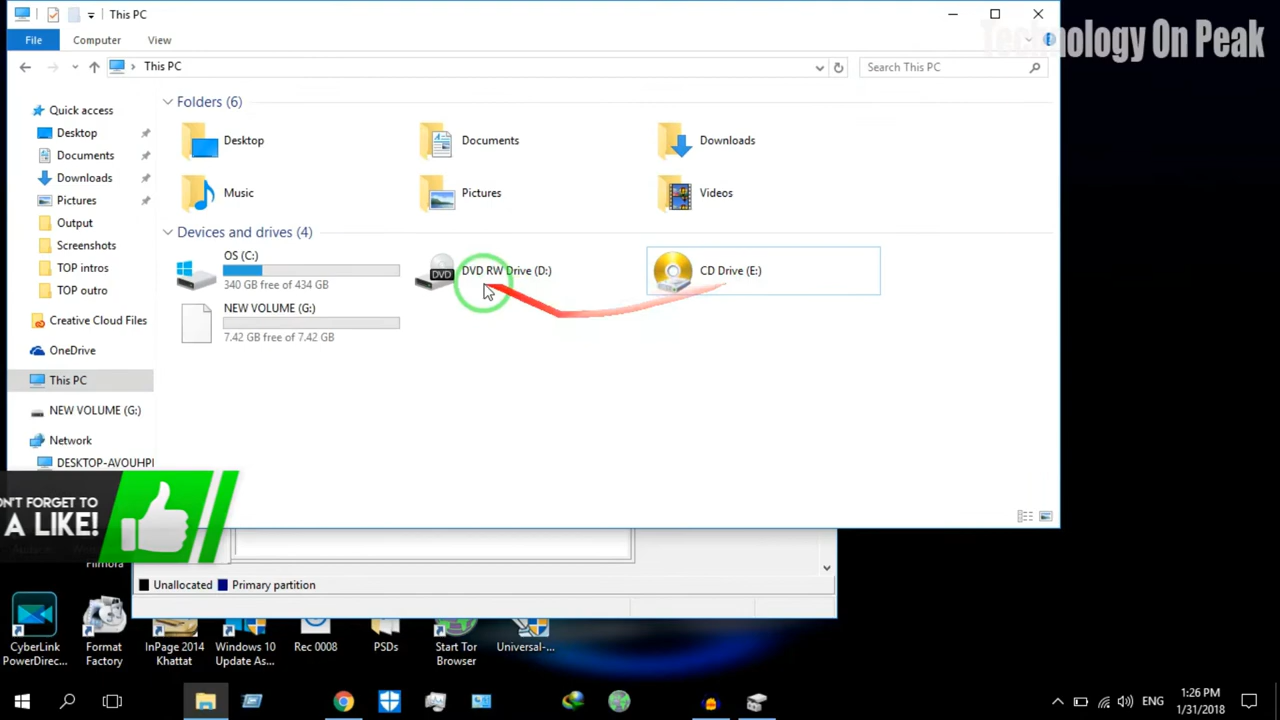 This PC
Technology On Peak
File
Computer
View
This PC
Search This PC
Quick access
Desktop
Documents
Downloads
Pictures
Output
Screenshots
TOP intros
TOP outro
Creative Cloud Files
OneDrive
This PC
NEW VOLUME (G:)
Network
DESKTOP-AVOUHPI
Folders (6)
Desktop
Documents
Downloads
Music
Pictures
Videos
Devices and drives (4)
OS (C:)
340 GB free of 434 GB
DVD
DVD RW Drive (D:)
CD Drive (E:)
NEW VOLUME (G:)
7.42 GB free of 7.42 GB
N'T FORGET TO
A LIKE!
Unallocated
Primary partition
CyberLink
PowerDirec...
Format
Factory
InPage 2014
Khattat
Windows 10
Update As...
Rec 0008
PSDs
Start Tor
Browser
Universal-...
ENG
1:26 PM
1/31/2018